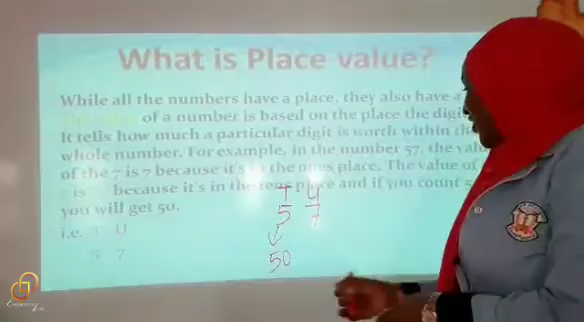 What is Place value?
While all the numbers have a place, they also have a
of a number is based on the place the digit
It tells how much a particular digit is worth within the
whole number. For example, in the number 57, the val
of the 7 is 7 because it's in the ones place. The value of
is because it's in the tens place and if you count 5
you will get 50.
i.e. T U
5 7
T U
5 7
50